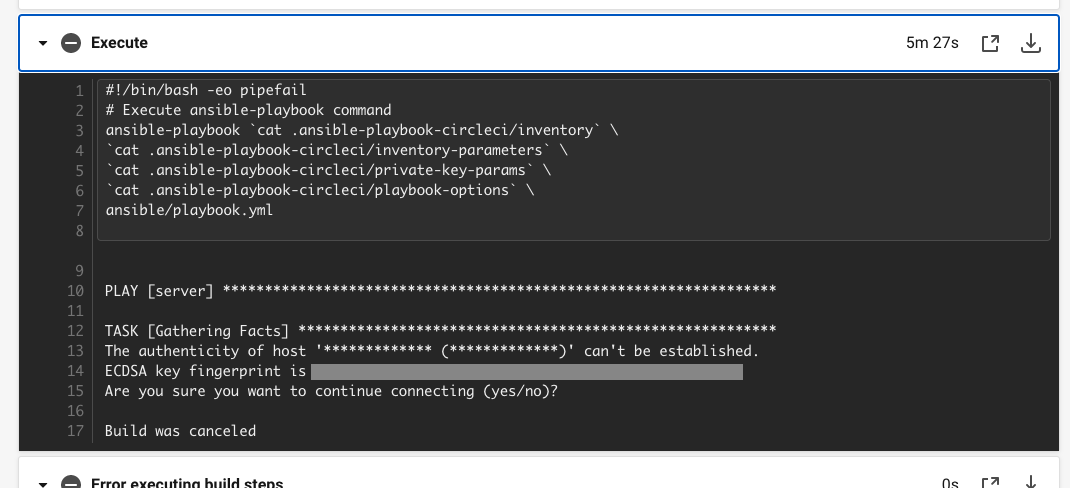 Execute
5m 27s
1 #!/bin/bash -eo pipefail
2 # Execute ansible-playbook command
3 ansible-playbook `cat .ansible-playbook-circleci/inventory` \
4 `cat .ansible-playbook-circleci/inventory-parameters` \
5 `cat .ansible-playbook-circleci/private-key-params` \
6 `cat .ansible-playbook-circleci/playbook-options` \
7 ansible/playbook.yml
8
9
10 PLAY [server] ******************************************************************
11
12 TASK [Gathering Facts] *********************************************************
13 The authenticity of host '************* (*************)' can't be established.
14 ECDSA key fingerprint is
15 Are you sure you want to continue connecting (yes/no)?
16
17 Build was canceled
Error executing build steps
0s